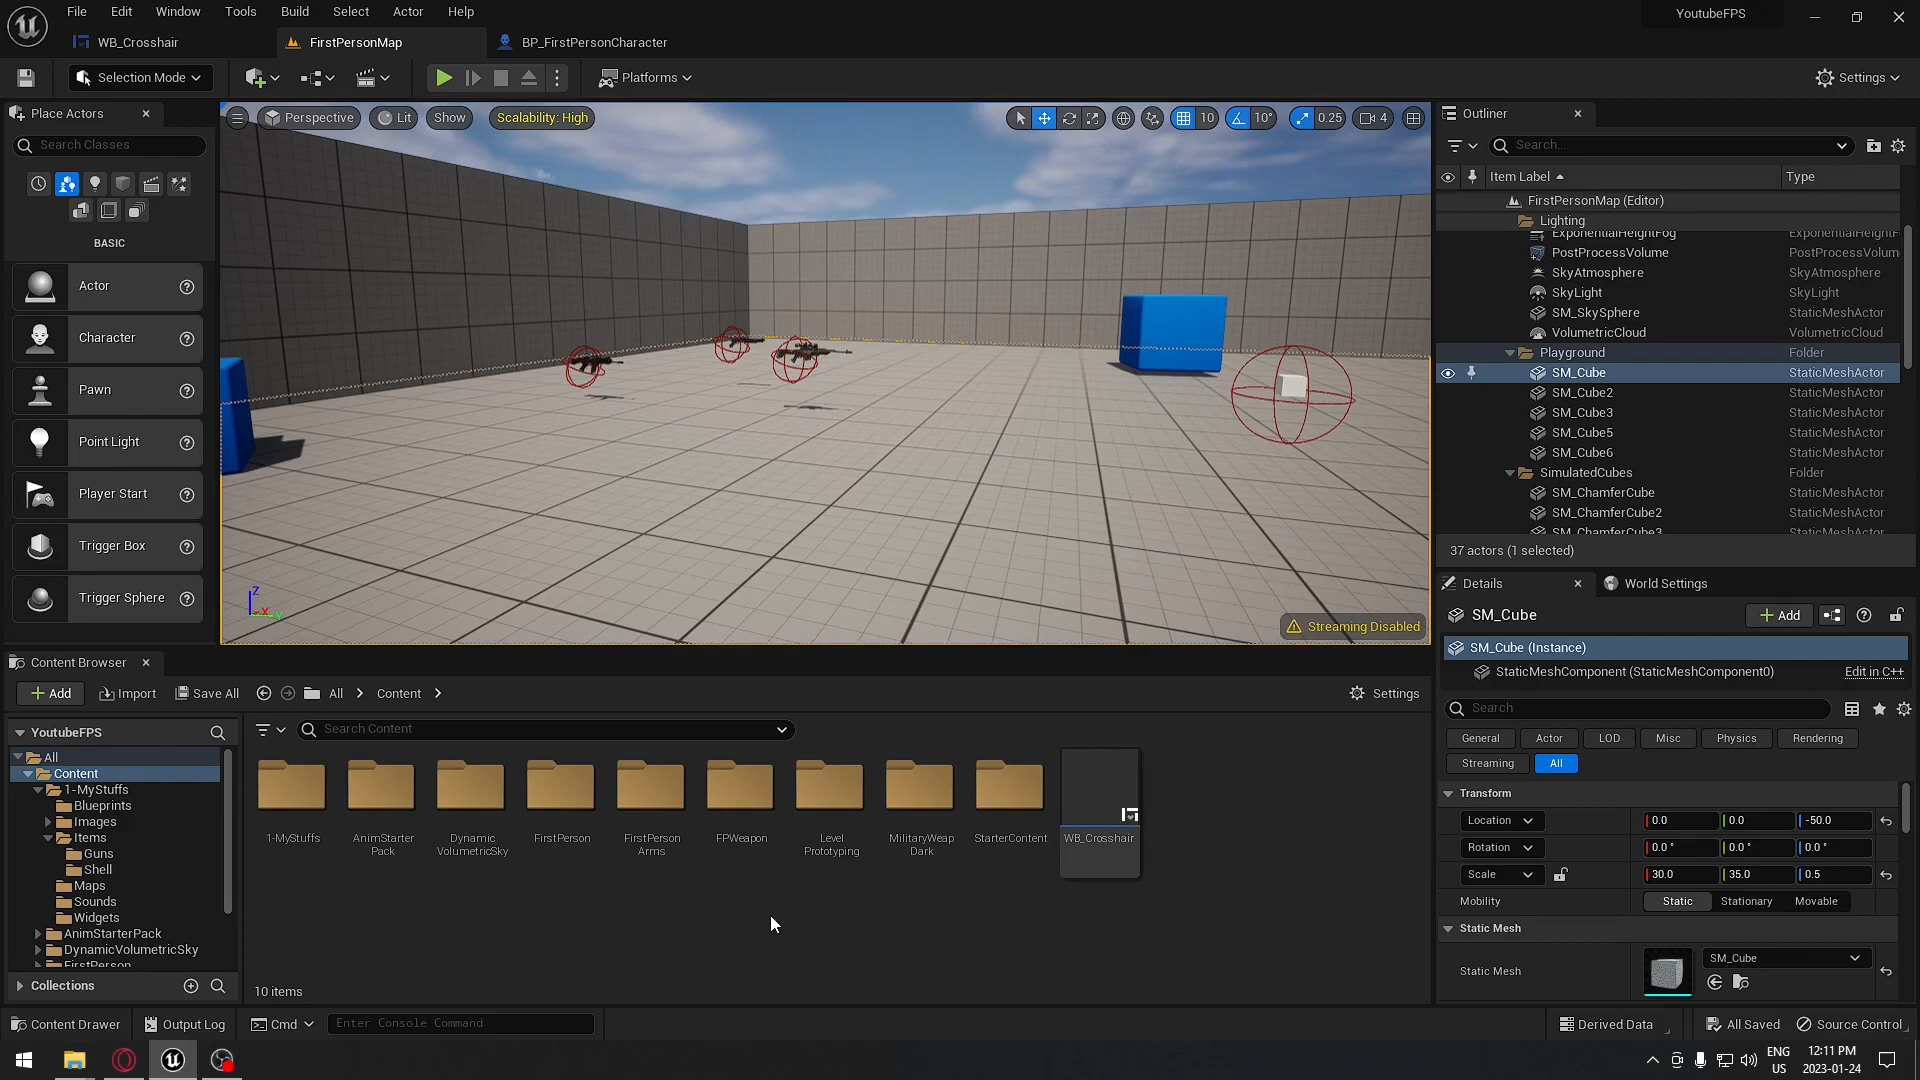 File Edit Window Tools Build Select Actor Help
YoutubeFPS
WB_Crosshair
FirstPersonMap
BP_FirstPersonCharacter
Selection Mode
Platforms
Settings
Place Actors
Search Classes
BASIC
Actor
Character
Pawn
Point Light
Player Start
Trigger Box
Trigger Sphere
Perspective
Lit
Show
Scalability: High
10
10°
0.25
4
Z
X
Y
Streaming Disabled
Outliner
Search...
Item Label
Type
FirstPersonMap (Editor)
Lighting
ExponentialHeightFog
PostProcessVolume PostProcessVolum
SkyAtmosphere SkyAtmosphere
SkyLight SkyLight
SM_SkySphere StaticMeshActor
VolumetricCloud VolumetricCloud
Playground Folder
SM_Cube StaticMeshActor
SM_Cube2 StaticMeshActor
SM_Cube3 StaticMeshActor
SM_Cube5 StaticMeshActor
SM_Cube6 StaticMeshActor
SimulatedCubes Folder
SM_ChamferCube StaticMeshActor
SM_ChamferCube2 StaticMeshActor
SM_ChamferCube3 StaticMeshActor
37 actors (1 selected)
Details
World Settings
SM_Cube
Add
SM_Cube (Instance)
StaticMeshComponent (StaticMeshComponent0)
Edit in C++
Search
General Actor LOD Misc Physics Rendering
Streaming All
Transform
Location 0.0 0.0 -50.0
Rotation 0.0 ° 0.0 ° 0.0 °
Scale 30.0 35.0 0.5
Mobility Static Stationary Movable
Static Mesh
Static Mesh
SM_Cube
Content Browser
Add
Import
Save All
All
Content
Settings
YoutubeFPS
All
Content
1-MyStuffs
Blueprints
Images
Items
Guns
Shell
Maps
Sounds
Widgets
AnimStarterPack
DynamicVolumetricSky
FirstPerson
Collections
Search Content
1-MyStuffs
AnimStarter
Pack
Dynamic
VolumetricSky
FirstPerson
FirstPerson
Arms
FPWeapon
Level
Prototyping
MilitaryWeap
Dark
StarterContent
WB_Crosshair
10 items
Content Drawer
Output Log
Cmd
Enter Console Command
Derived Data
All Saved
Source Control
ENG
US
12:11 PM
2023-01-24